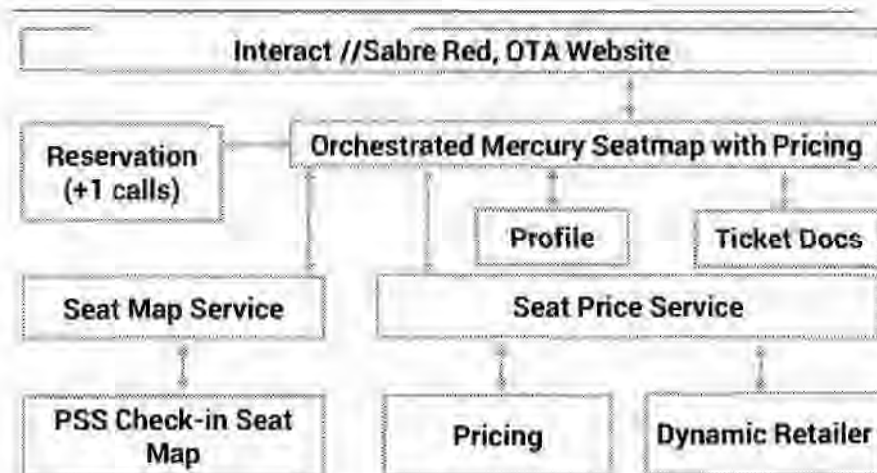 Interact //Sabre Red, OTA Website
Orchestrated Mercury Seatmap with Pricing
Reservation
(+1 calls)
Profile
Ticket Docs
Seat Map Service
Seat Price Service
PSS Check-in Seat
Map
Pricing
Dynamic Retailer